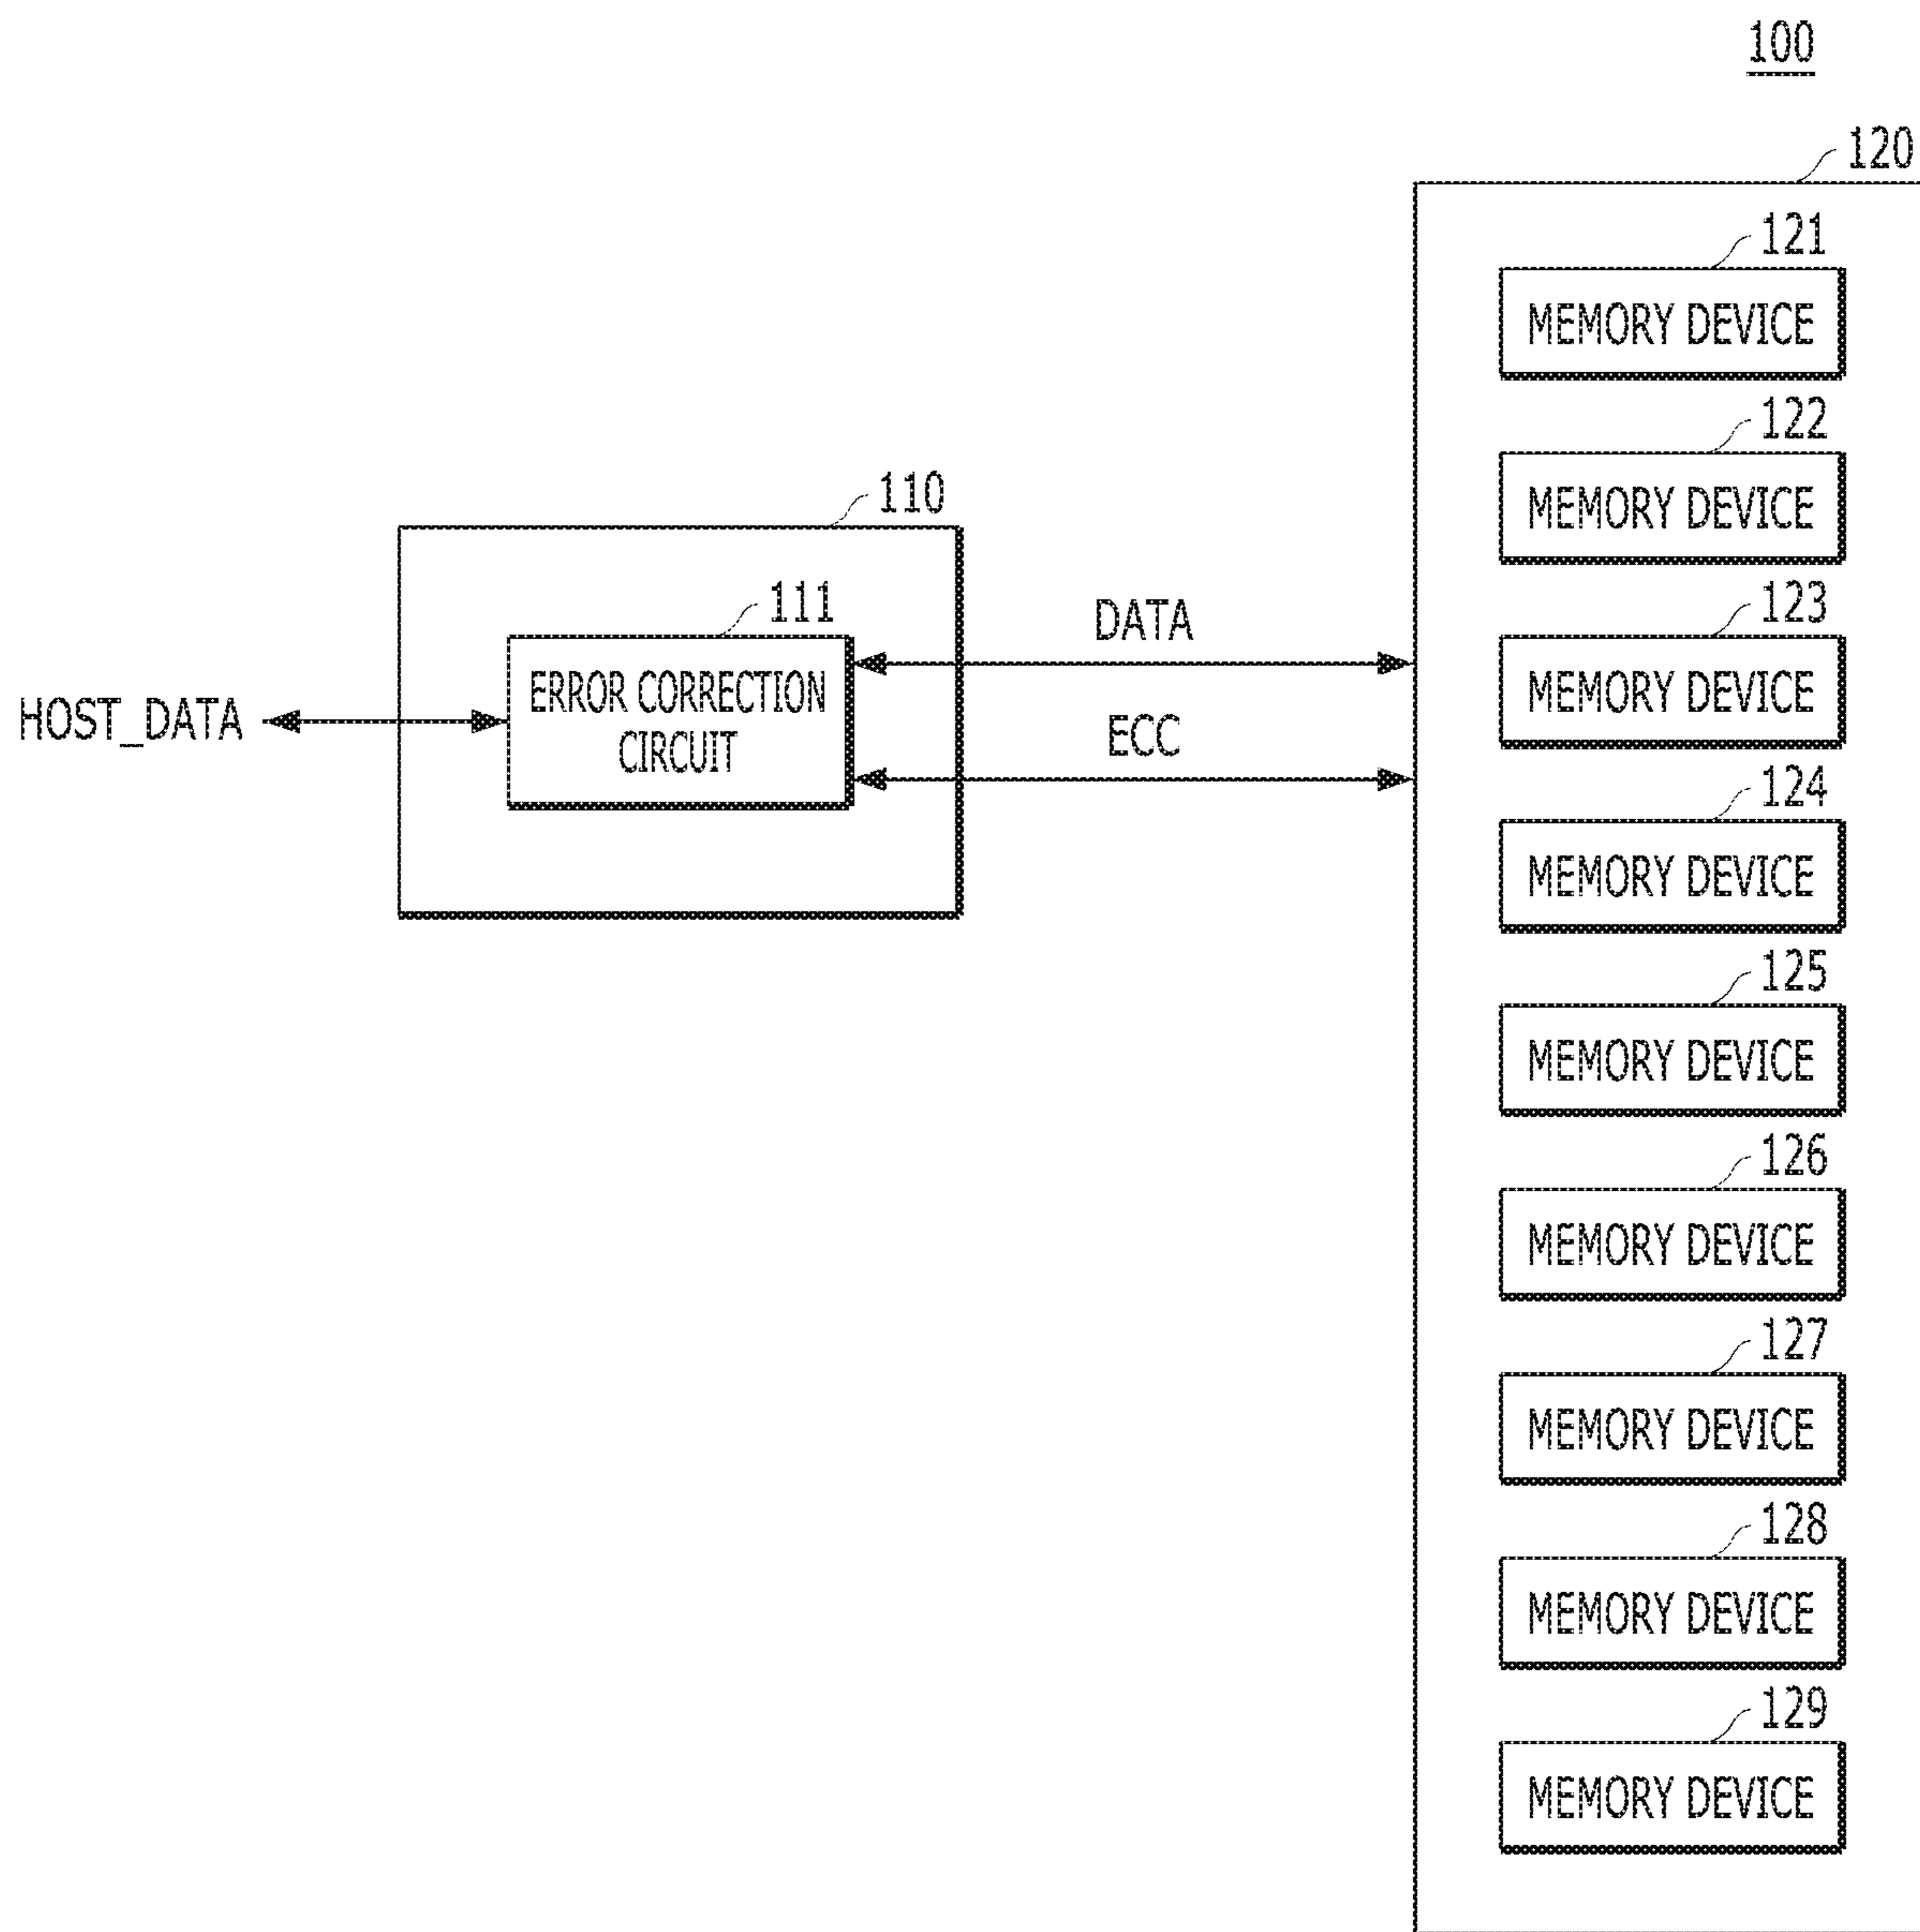 100
120
121
MEMORY DEVICE
122
MEMORY DEVICE
110
111
123
DATA
ERROR CORRECTION
CIRCUIT
MEMORY DEVICE
HOST_DATA
ECC
124
MEMORY DEVICE
125
MEMORY DEVICE
126
MEMORY DEVICE
127
MEMORY DEVICE
128
MEMORY DEVICE
129
MEMORY DEVICE